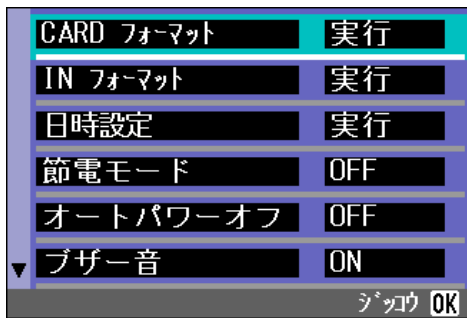 CARD ﾌｫｰﾏｯﾄ 実行
IN ﾌｫｰﾏｯﾄ 実行
日時設定 実行
節電モード OFF
オートパワーオフ OFF
ブザー音 ON
ｼﾞｯｺｳ OK